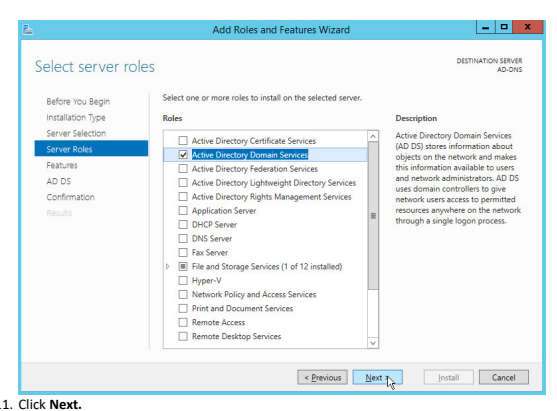 Add Roles and Features Wizard
Select server roles
DESTINATION SERVER
AD-DNS
Before You Begin
Installation Type
Server Selection
Server Roles
Features
AD DS
Confirmation
Results
Select one or more roles to install on the selected server.
Roles
Active Directory Certificate Services
Active Directory Domain Services
Active Directory Federation Services
Active Directory Lightweight Directory Services
Active Directory Rights Management Services
Application Server
DHCP Server
DNS Server
Fax Server
File and Storage Services (1 of 12 installed)
Hyper-V
Network Policy and Access Services
Print and Document Services
Remote Access
Remote Desktop Services
Description
Active Directory Domain Services
(AD DS) stores information about
objects on the network and makes
this information available to users
and network administrators. AD DS
uses domain controllers to give
network users access to permitted
resources anywhere on the network
through a single logon process.
< Previous
Next >
Install
Cancel
1. Click Next.